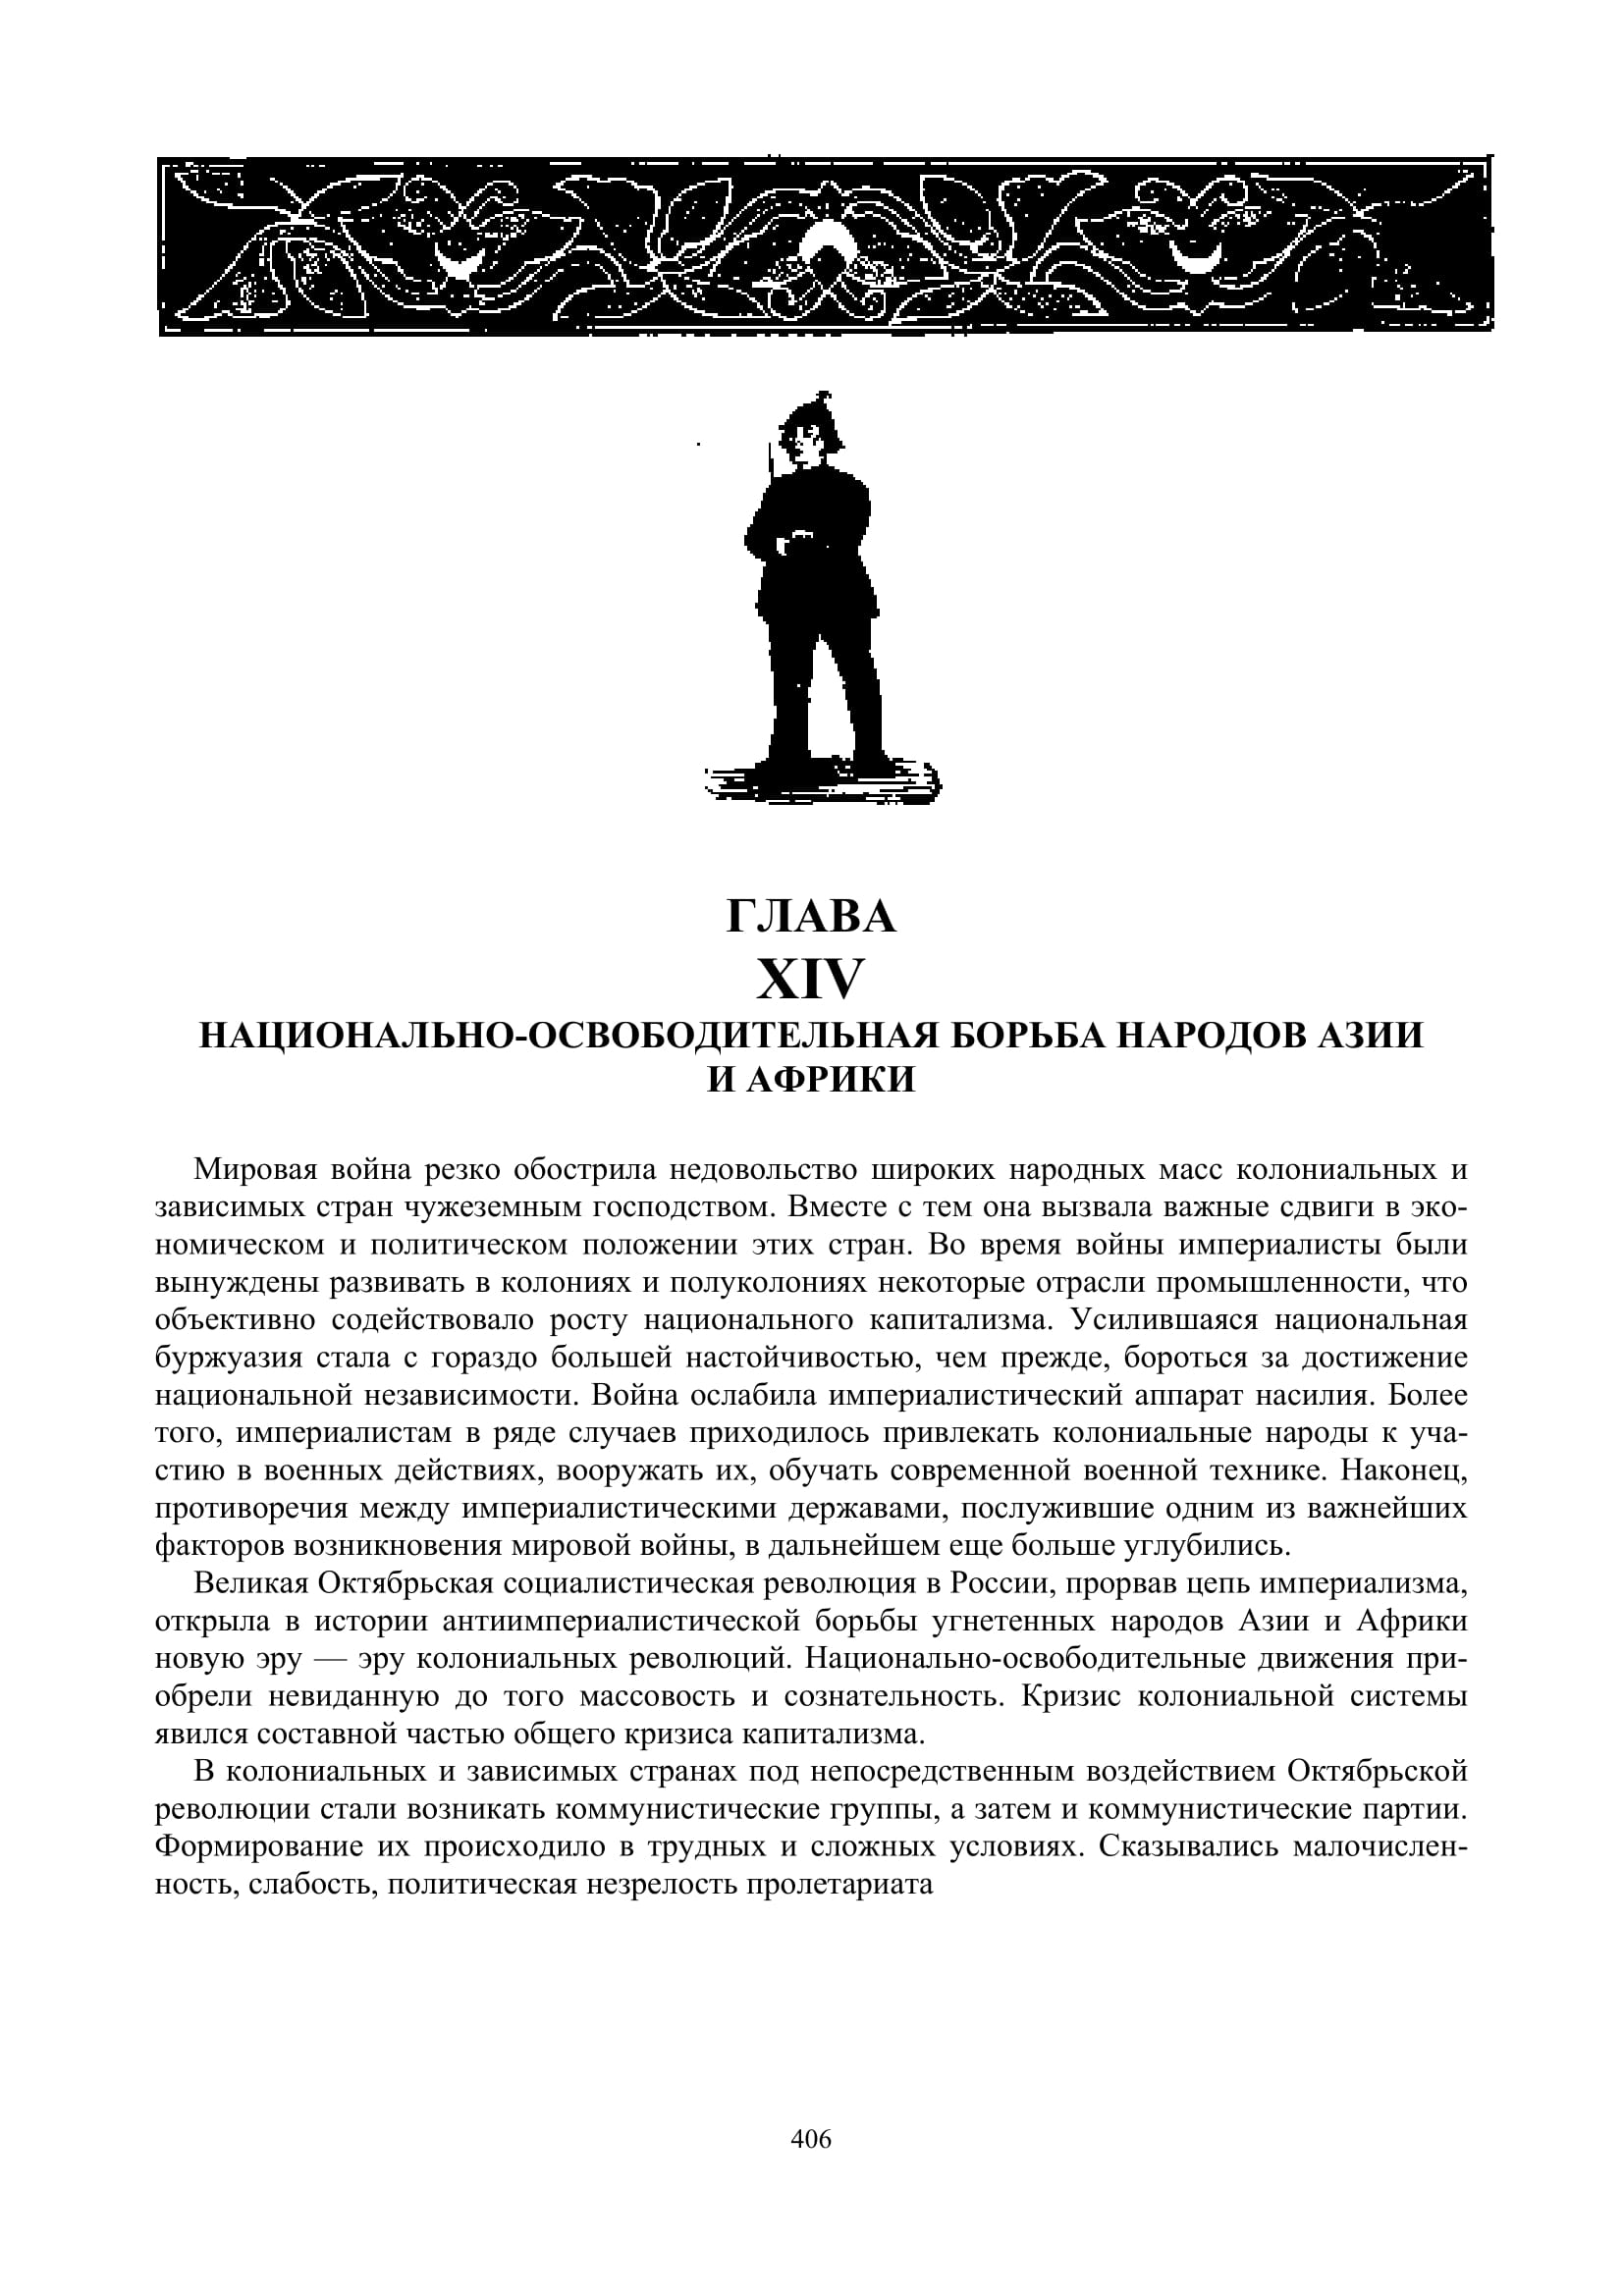 ГЛАВА
XIV
НАЦИОНАЛЬНО-ОСВОБОДИТЕЛЬНАЯ БОРЬБА НАРОДОВ АЗИИ
И АФРИКИ
Мировая война резко обострила недовольство широких народных масс колониальных и
зависимых стран чужеземным господством. Вместе с тем она вызвала важные сдвиги в эко-
номическом и политическом положении этих стран. Во время войны империалисты были
вынуждены развивать в колониях и полуколониях некоторые отрасли промышленности, что
объективно содействовало росту национального капитализма. Усилившаяся национальная
буржуазия стала с гораздо большей настойчивостью, чем прежде, бороться за достижение
национальной независимости. Война ослабила империалистический аппарат насилия. Более
того, империалистам в ряде случаев приходилось привлекать колониальные народы к уча-
стию в военных действиях, вооружать их, обучать современной военной технике. Наконец,
противоречия между империалистическими державами, послужившие одним из важнейших
факторов возникновения мировой войны, в дальнейшем еще больше углубились.
Великая Октябрьская социалистическая революция в России, прорвав цепь империализма,
открыла в истории антиимпериалистической борьбы угнетенных народов Азии и Африки
новую эру — эру колониальных революций. Национально-освободительные движения при-
обрели невиданную до того массовость и сознательность. Кризис колониальной системы
явился составной частью общего кризиса капитализма.
В колониальных и зависимых странах под непосредственным воздействием Октябрьской
революции стали возникать коммунистические группы, а затем и коммунистические партии.
Формирование их происходило в трудных и сложных условиях. Сказывались малочислен-
ность, слабость, политическая незрелость пролетариата
406